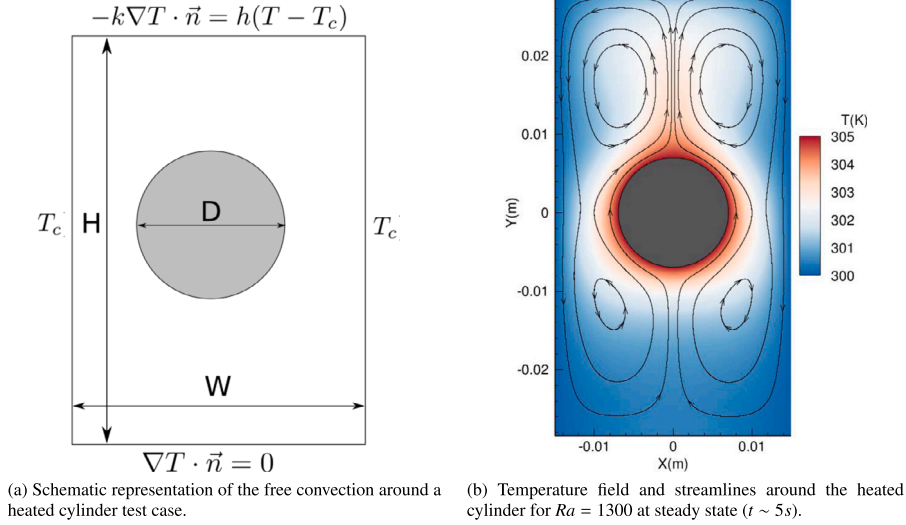 −k∇T · n⃗ = h(T − T_c)
T_c
H
D
T_c
W
∇T · n⃗ = 0
(a) Schematic representation of the free convection around a
heated cylinder test case.
0.02
0.01
0
-0.01
-0.02
Y(m)
-0.01
0
0.01
X(m)
T(K)
305
304
303
302
301
300
(b) Temperature field and streamlines around the heated
cylinder for Ra = 1300 at steady state (t ∼ 5s).